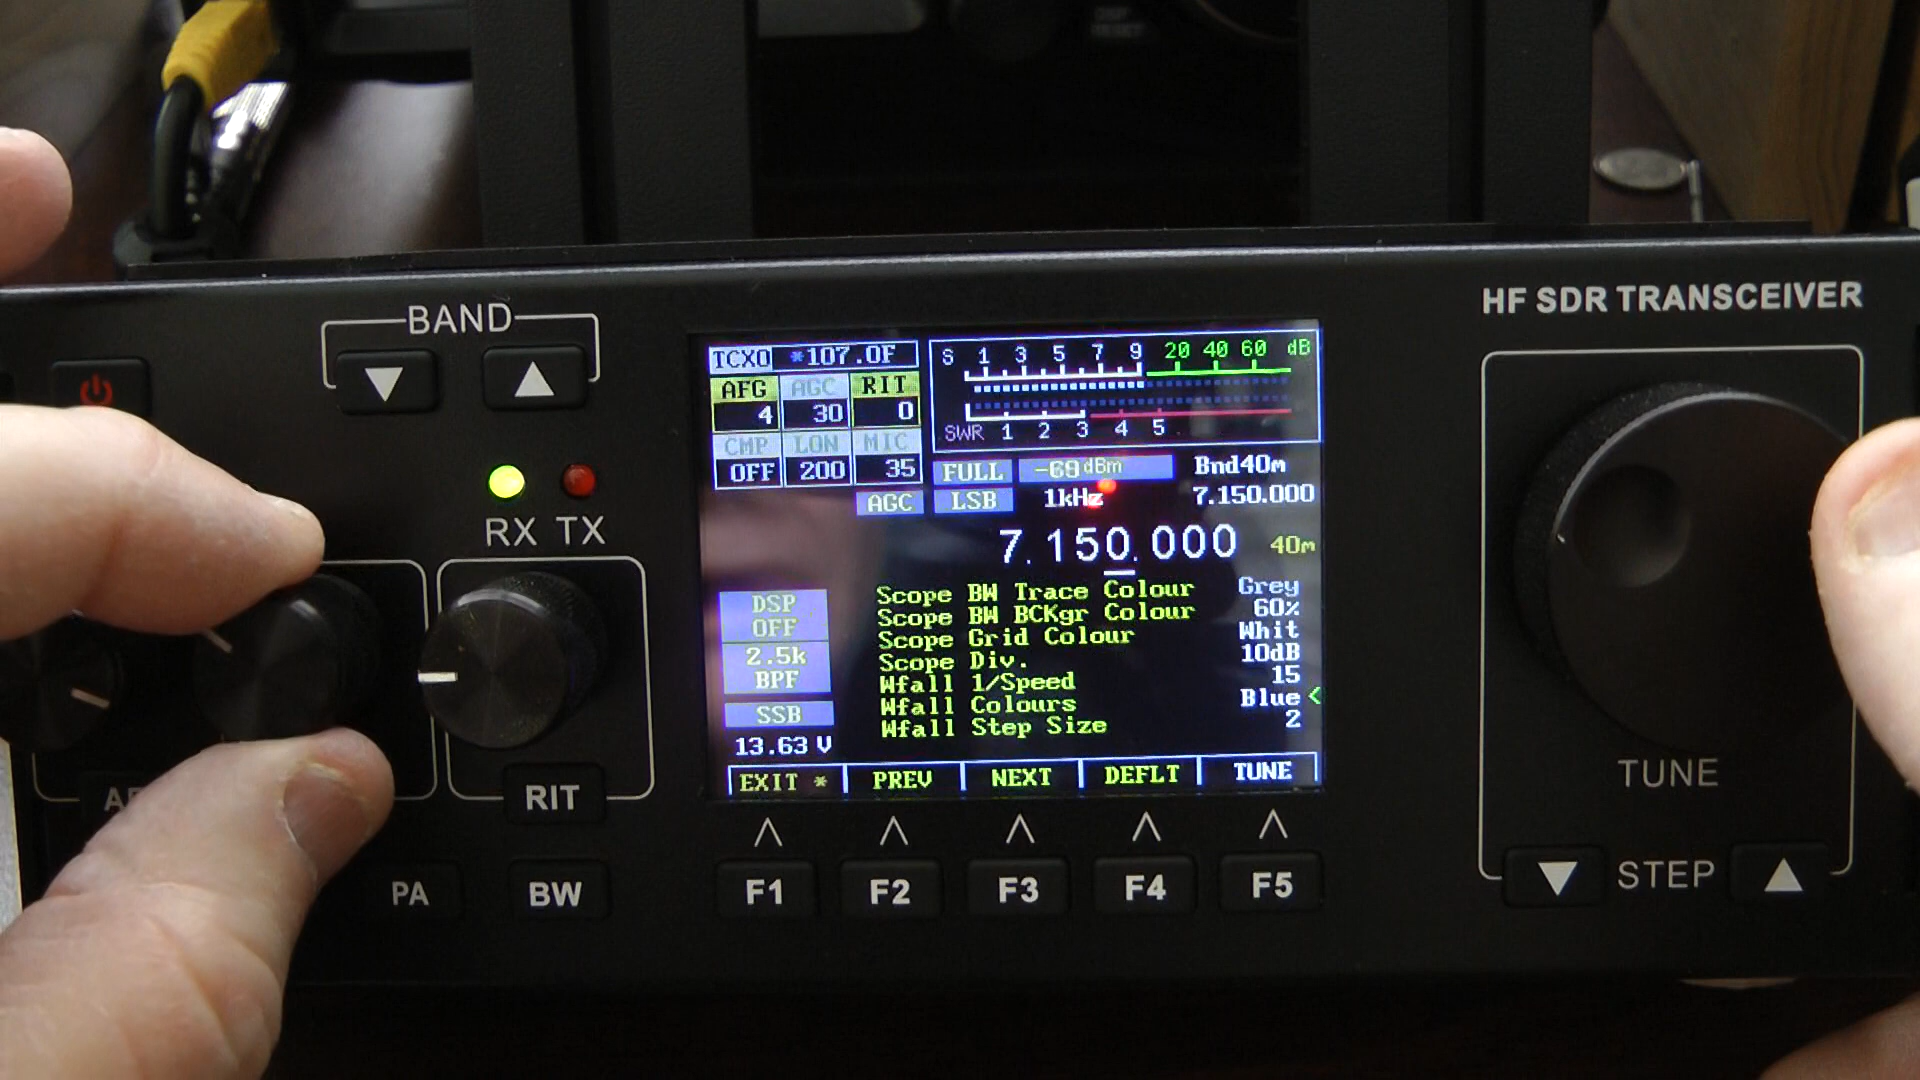 HF SDR TRANSCEIVER
BAND
TCXO *107.0F
AFG AGC RIT
4 30 0
CMP LON MIC
OFF 200 35
AGC
S 1 3 5 7 9 20 40 60 dB
SWR 1 2 3 4 5
FULL -69dBm Bnd40m
LSB 1kHz 7.150.000
7.150.000 40m
RX TX
DSP
OFF
2.5k
BPF
SSB
13.63 V
Scope BW Trace Colour Grey
Scope BW BCKgr Colour 60%
Scope Grid Colour Whit
Scope Div. 10dB
Wfall 1/Speed 15
Wfall Colours Blue <
Wfall Step Size 2
EXIT * PREV NEXT DEFLT TUNE
RIT
TUNE
PA BW F1 F2 F3 F4 F5
STEP